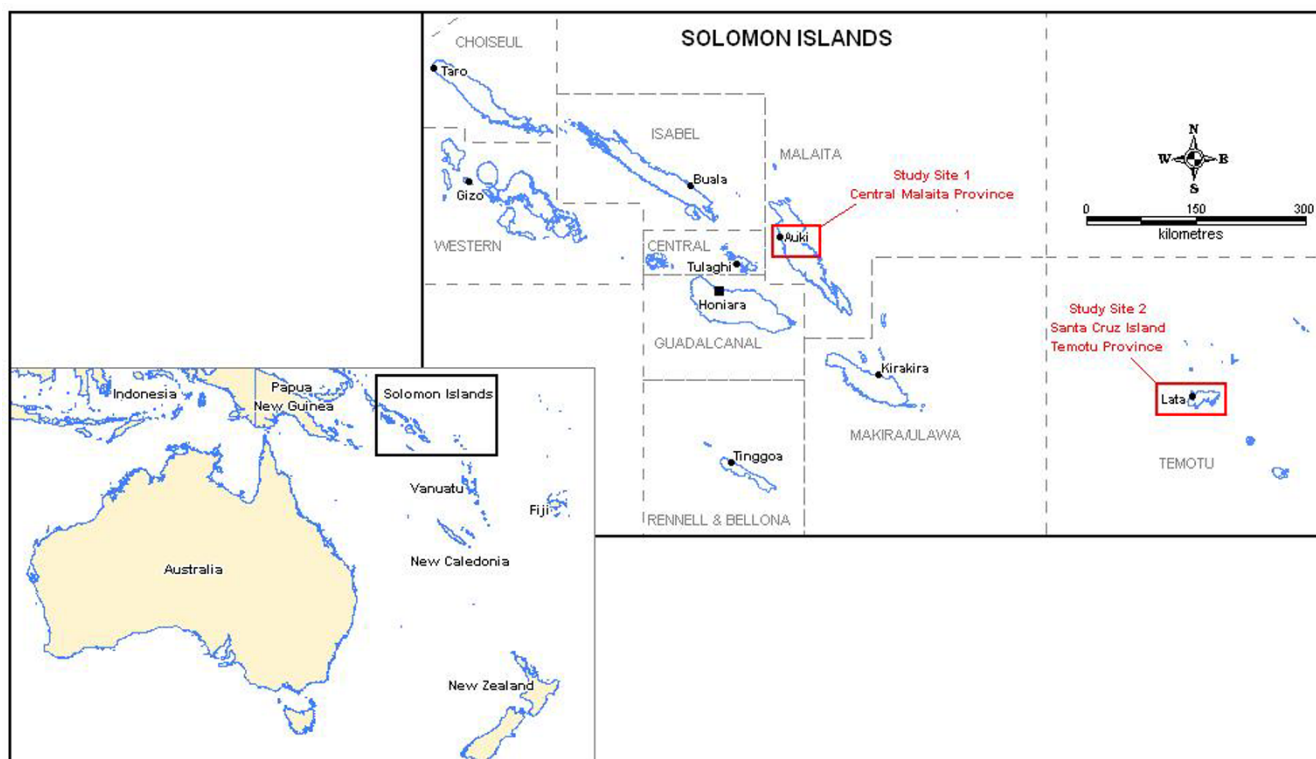 SOLOMON ISLANDS
CHOISEUL
Taro
ISABEL
MALAITA
Study Site 1
Central Malaita Province
N
W E
S
Buala
Gizo
0 150 300
kilometres
WESTERN
CENTRAL
Auki
Tulaghi
Honiara
Study Site 2
Santa Cruz Island
Temotu Province
GUADALCANAL
Kirakira
Lata
MAKIRA/ULAWA
Tinggoa
TEMOTU
RENNELL & BELLONA
Indonesia
Papua
New Guinea
Solomon Islands
Vanuatu
Fiji
New Caledonia
Australia
New Zealand